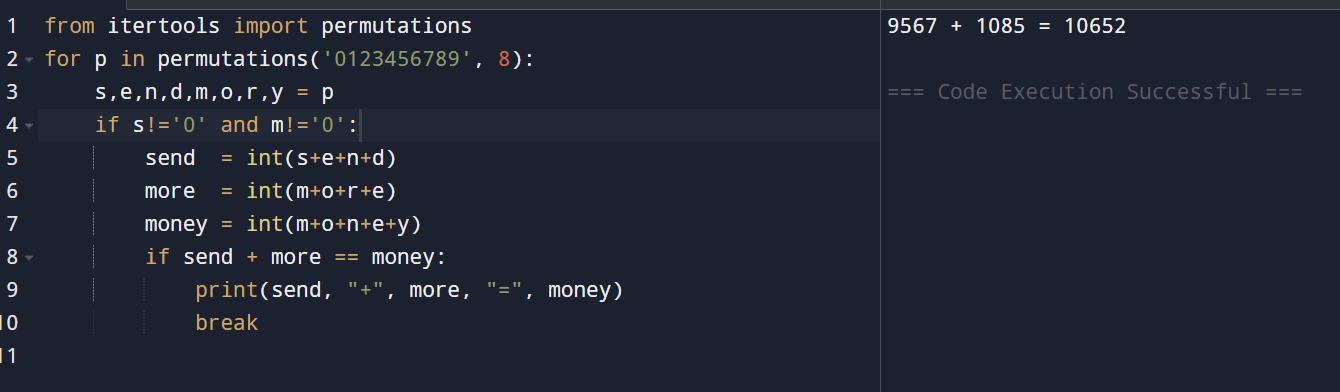 1 from itertools import permutations
2 for p in permutations('0123456789', 8):
3     s,e,n,d,m,o,r,y = p
4     if s!='0' and m!='0':
5         send  = int(s+e+n+d)
6         more  = int(m+o+r+e)
7         money = int(m+o+n+e+y)
8         if send + more == money:
9             print(send, "+", more, "=", money)
10             break
11
9567 + 1085 = 10652
=== Code Execution Successful ===